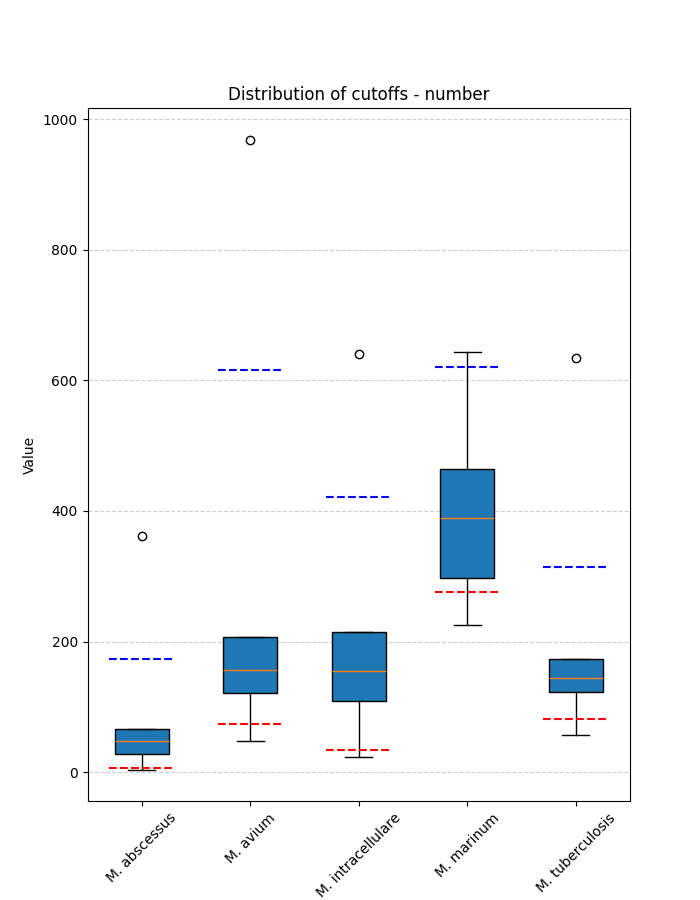 Distribution of cutoffs - number
1000
800
600
400
200
0
Value
M. abscessus
M. avium
M. intracellulare
M. marinum
M. tuberculosis